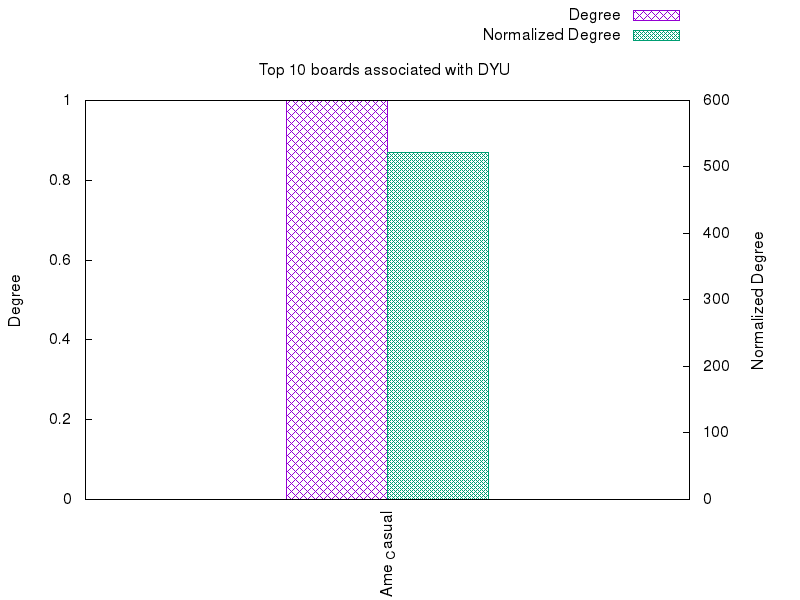 Degree
Normalized Degree
Top 10 boards associated with DYU
1
0.8
0.6
0.4
0.2
0
600
500
400
300
200
100
0
Degree
Normalized Degree
Ame Casual